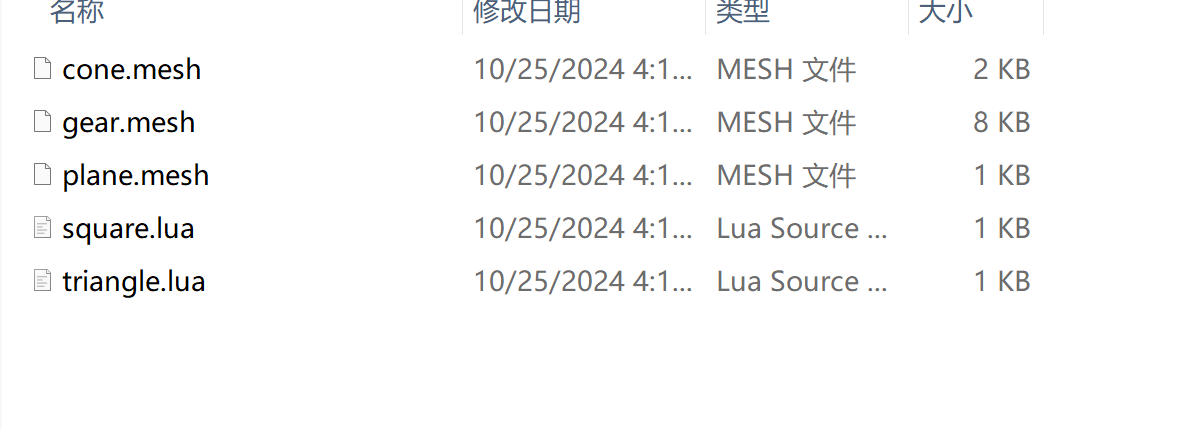 名称 修改日期 类型 大小
cone.mesh 10/25/2024 4:1... MESH 文件 2 KB
gear.mesh 10/25/2024 4:1... MESH 文件 8 KB
plane.mesh 10/25/2024 4:1... MESH 文件 1 KB
square.lua 10/25/2024 4:1... Lua Source ... 1 KB
triangle.lua 10/25/2024 4:1... Lua Source ... 1 KB